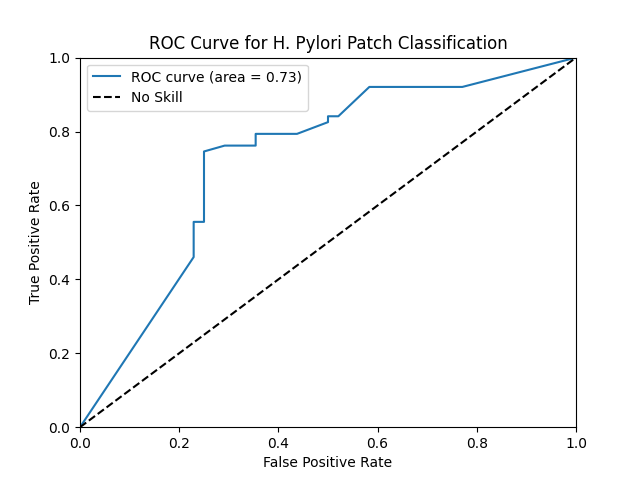 ROC Curve for H. Pylori Patch Classification
ROC curve (area = 0.73)
No Skill
True Positive Rate
1.0
0.8
0.6
0.4
0.2
0.0
0.0 0.2 0.4 0.6 0.8 1.0
False Positive Rate